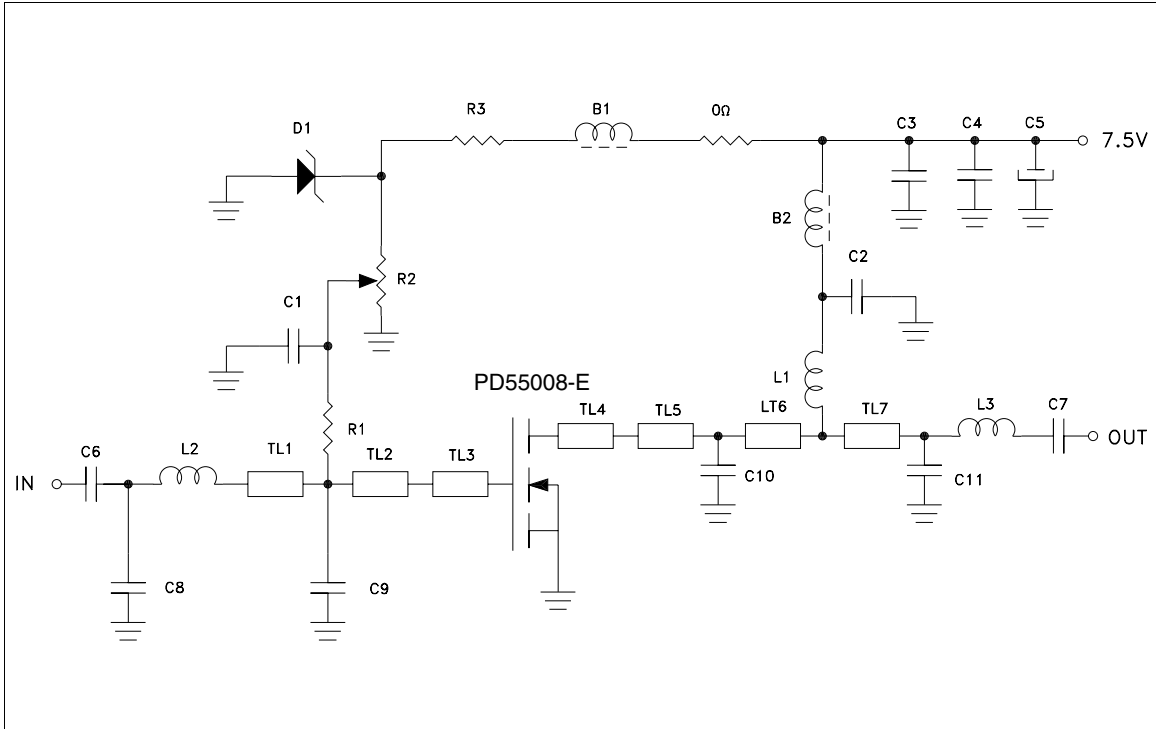 R3
B1
0Ω
C3
C4
C5
D1
7.5V
B2
R2
C2
C1
PD55008-E
L1
TL4
TL5
LT6
TL7
L3
C7
R1
OUT
C6
L2
TL1
TL2
TL3
IN
C10
C11
C8
C9